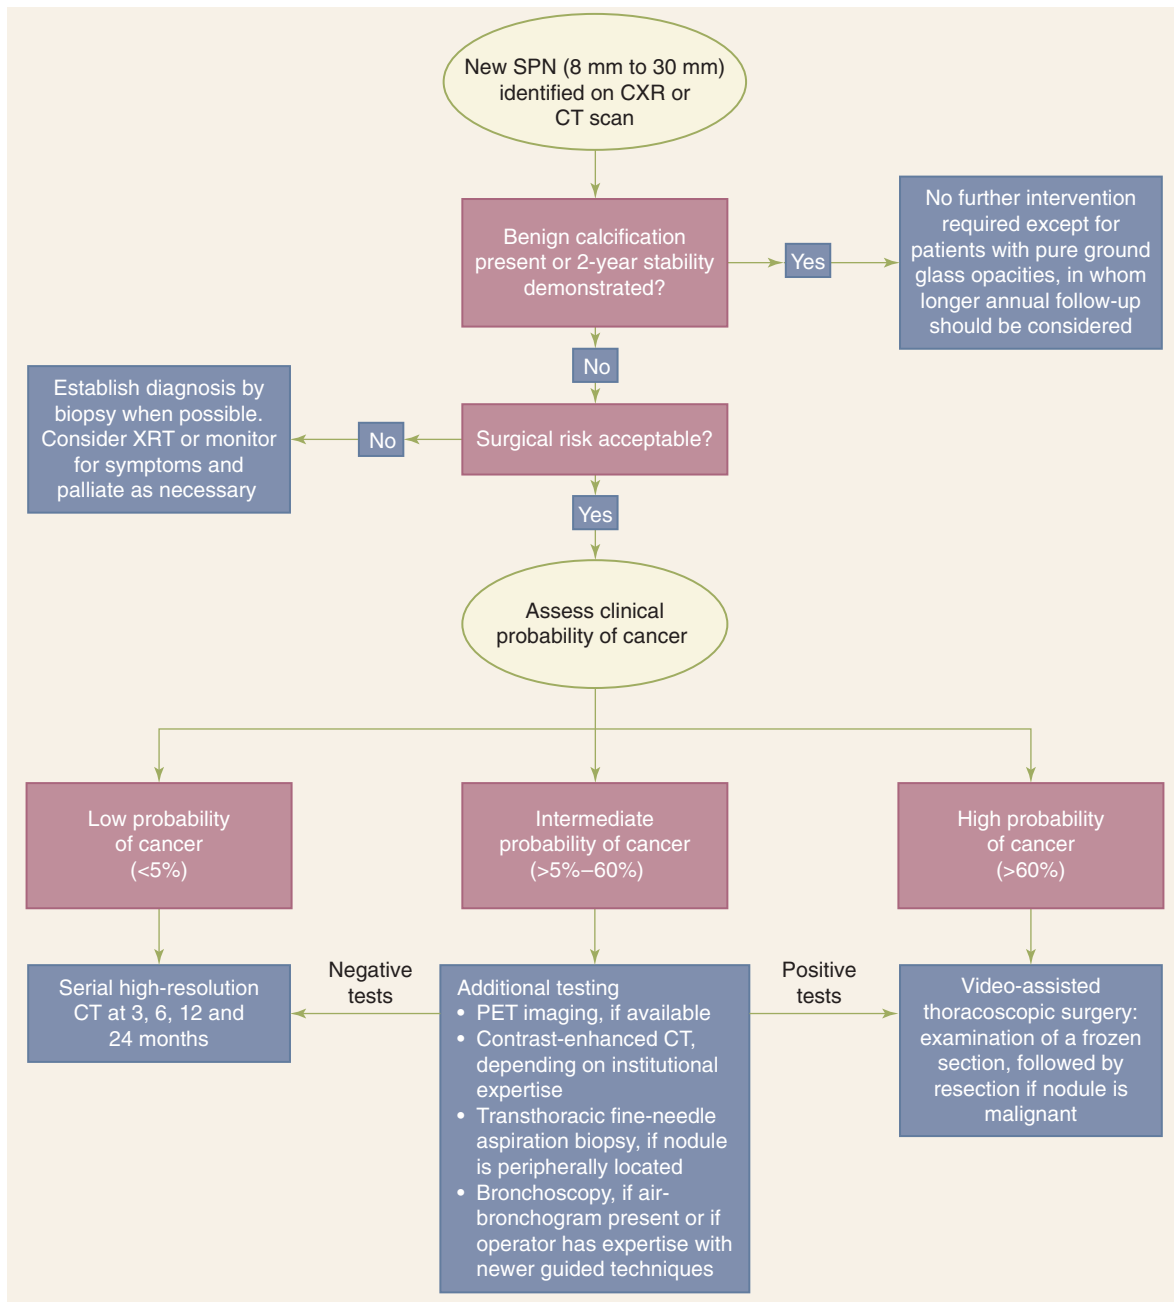 New SPN (8 mm to 30 mm)
identified on CXR or
CT scan
Benign calcification
present or 2-year stability
demonstrated?
Yes
No further intervention
required except for
patients with pure ground
glass opacities, in whom
longer annual follow-up
should be considered
No
Surgical risk acceptable?
No
Establish diagnosis by
biopsy when possible.
Consider XRT or monitor
for symptoms and
palliate as necessary
Yes
Assess clinical
probability of cancer
Low probability
of cancer
(<5%)
Intermediate
probability of cancer
(>5%–60%)
High probability
of cancer
(>60%)
Serial high-resolution
CT at 3, 6, 12 and
24 months
Negative
tests
Additional testing
• PET imaging, if available
• Contrast-enhanced CT,
depending on institutional
expertise
• Transthoracic fine-needle
aspiration biopsy, if nodule
is peripherally located
• Bronchoscopy, if air-
bronchogram present or if
operator has expertise with
newer guided techniques
Positive
tests
Video-assisted
thoracoscopic surgery:
examination of a frozen
section, followed by
resection if nodule is
malignant